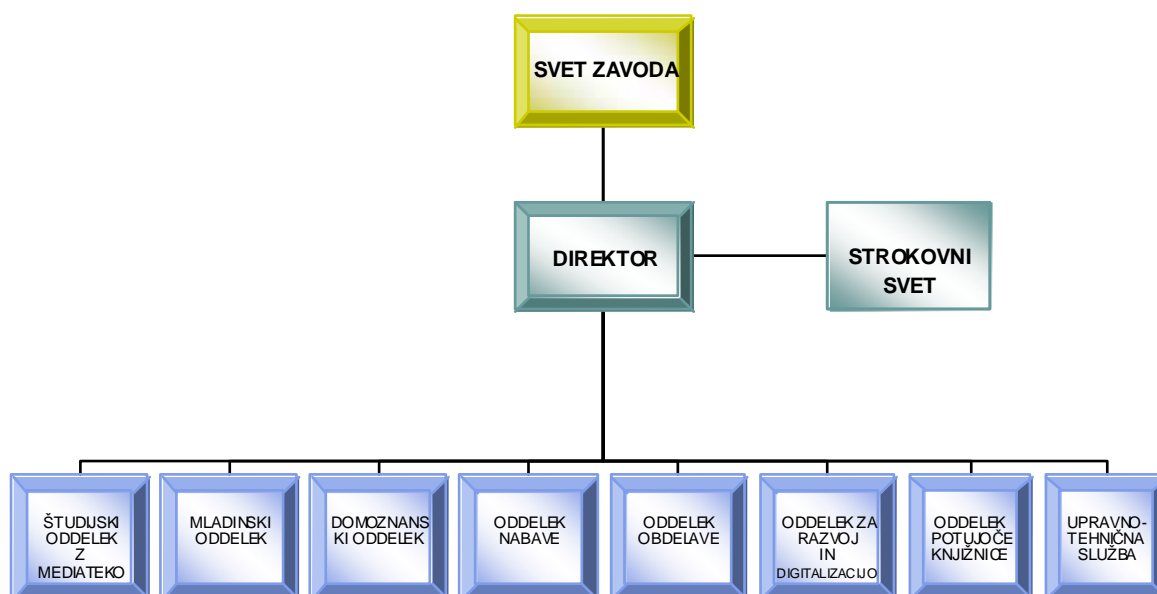 SVET ZAVODA
DIREKTOR
STROKOVNI
SVET
ŠTUDIJSKI
ODDELEK
Z
MEDIATEKO
MLADINSKI
ODDELEK
DOMOZNANS
KI ODDELEK
ODDELEK
NABAVE
ODDELEK
OBDELAVE
ODDELEK ZA
RAZVOJ
IN
DIGITALIZACIJO
ODDELEK
POTUJOČE
KNJIŽNICE
UPRAVNO-
TEHNIČNA
SLUŽBA